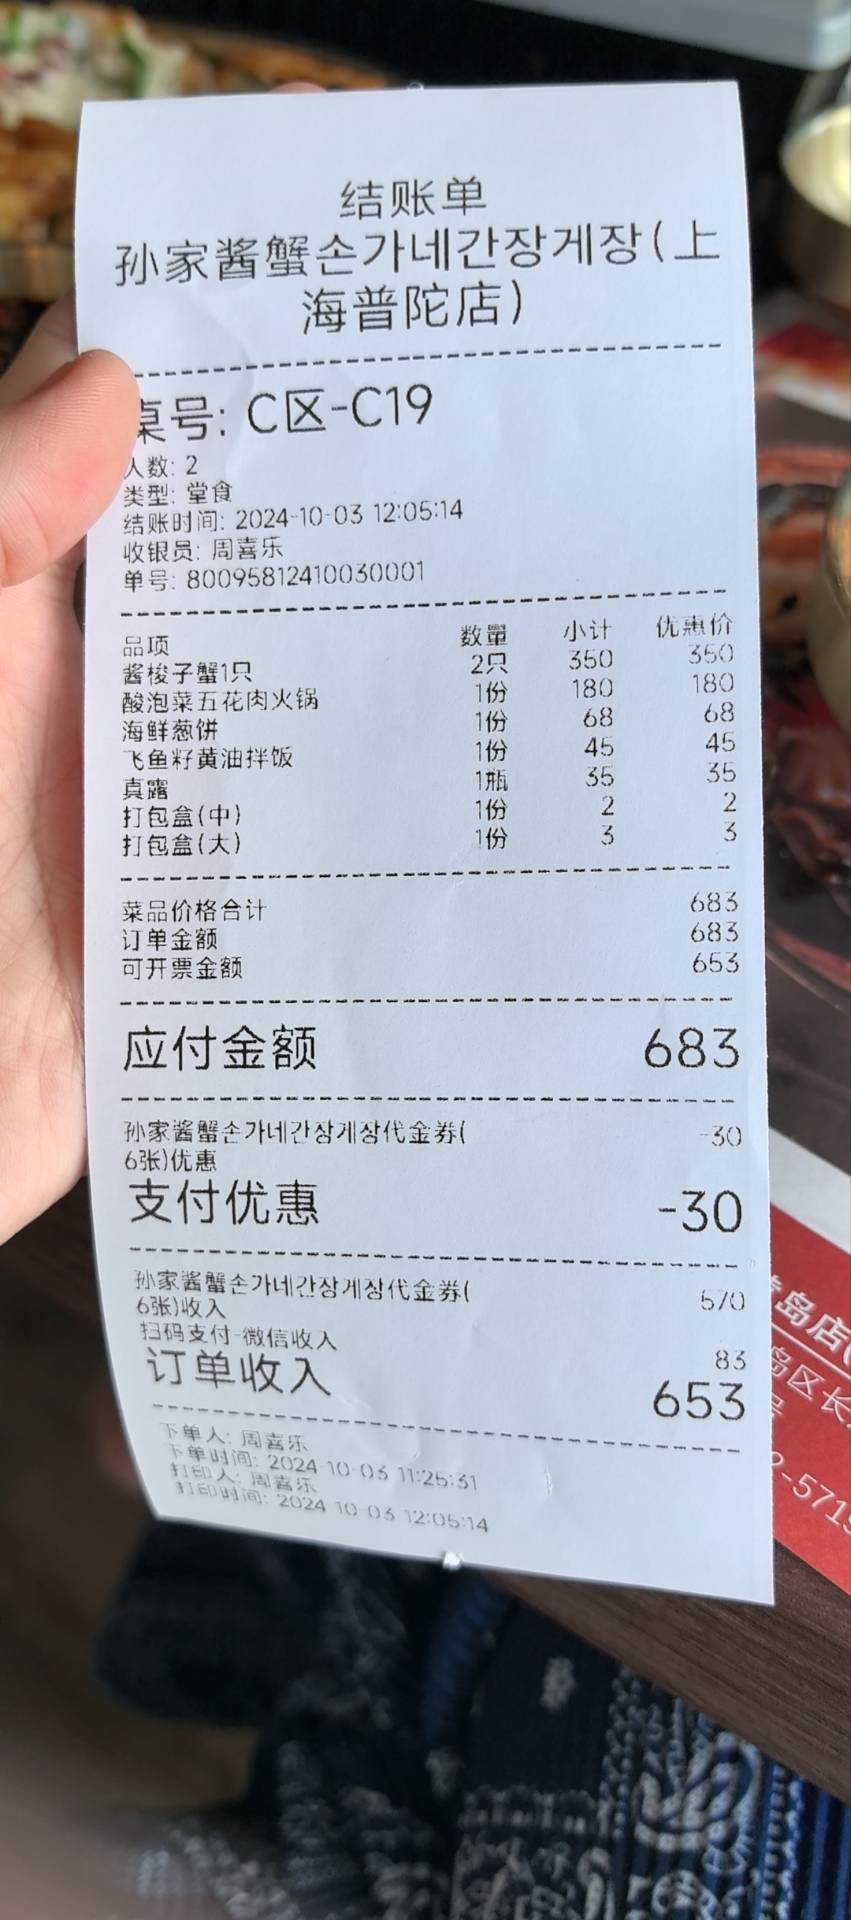 结账单
孙家酱蟹손가네간장게장(上
海普陀店)
桌号: C区-C19
人数: 2
类型: 堂食
结账时间: 2024-10-03 12:05:14
收银员: 周喜乐
单号: 80095812410030001
品项 数量 小计 优惠价
酱梭子蟹1只 2只 350 350
酸泡菜五花肉火锅 1份 180 180
海鲜葱饼 1份 68 68
飞鱼籽黄油拌饭 1份 45 45
真露 1瓶 35 35
打包盒(中) 1份 2 2
打包盒(大) 1份 3 3
菜品价格合计 683
订单金额 683
可开票金额 653
应付金额 683
孙家酱蟹손가네간장게장代金券( -30
6张)优惠
支付优惠 -30
孙家酱蟹손가네간장게장代金券( 570
6张)收入
扫码支付-微信收入 83
订单收入 653
下单人: 周喜乐
下单时间: 2024-10-03 11:25:31
打印人: 周喜乐
打印时间: 2024-10-03 12:05:14
岛店(
岛区长
-571